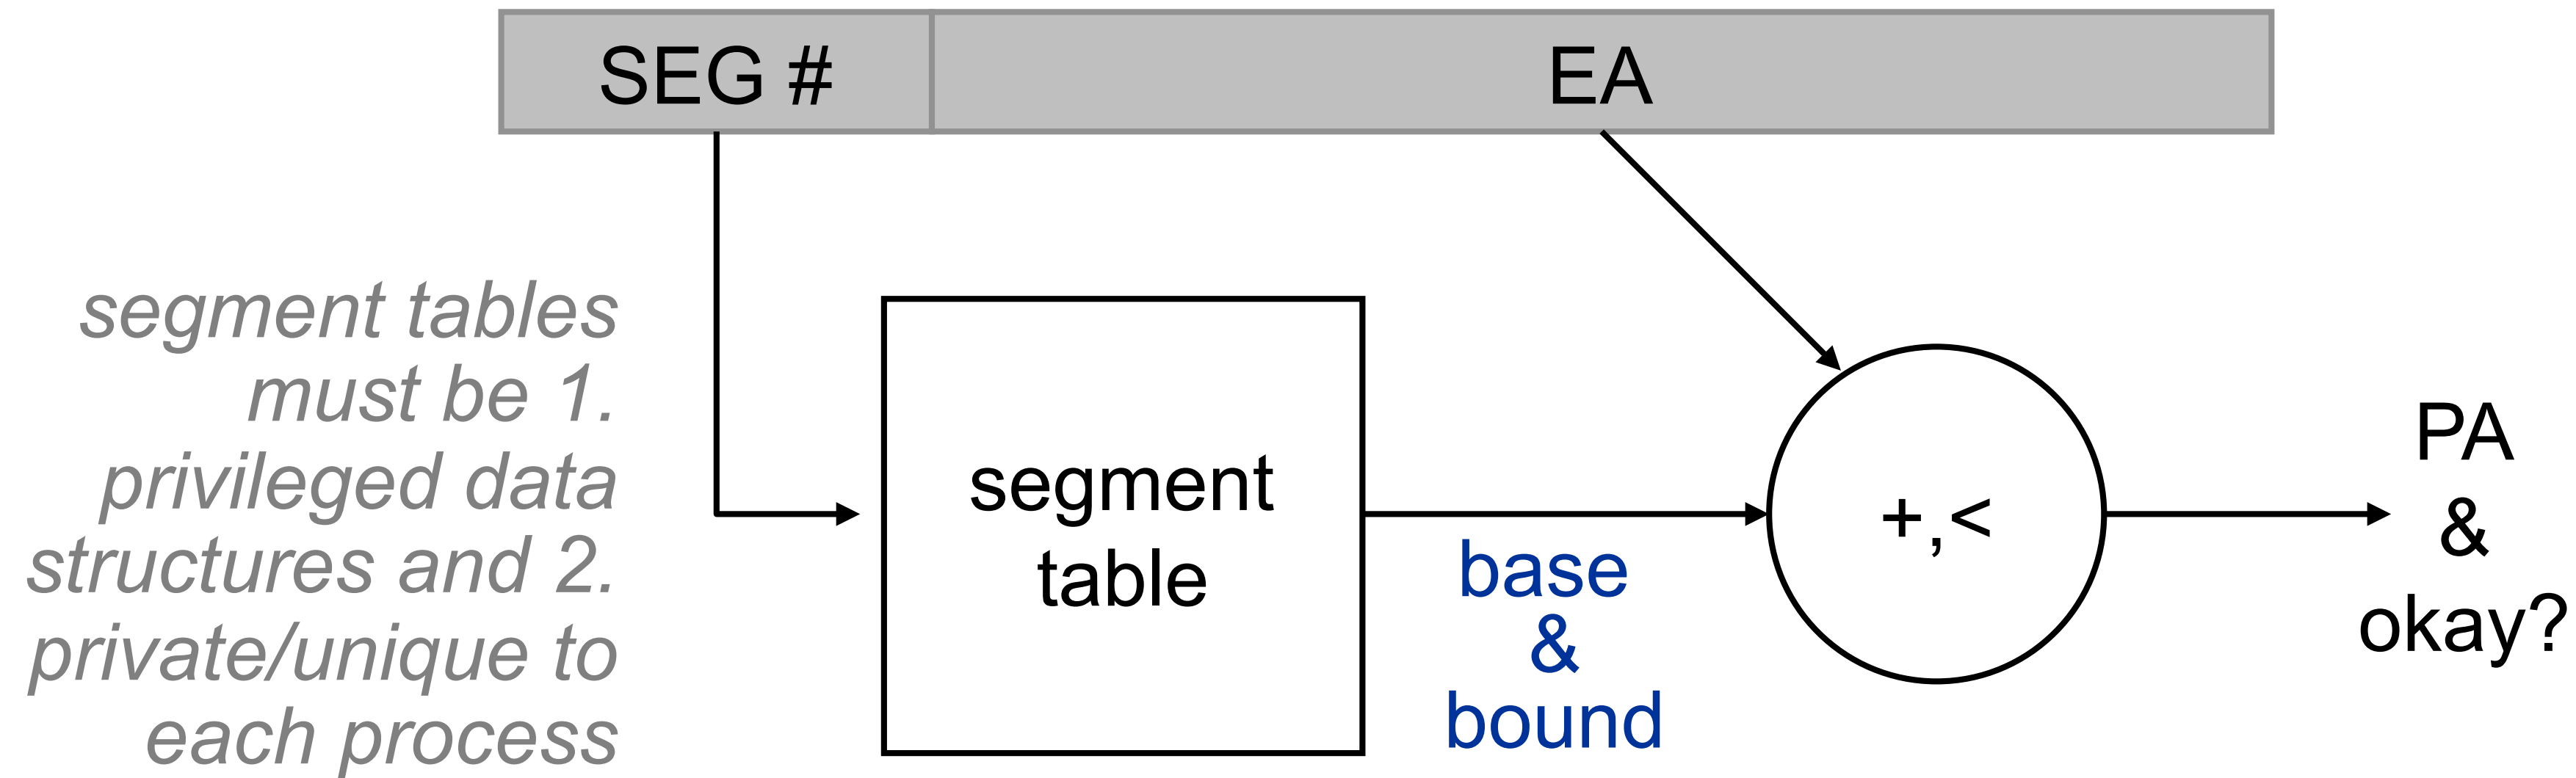 SEG #
EA
segment tables
must be 1.
privileged data
structures and 2.
private/unique to
each process
segment
table
base
&
bound
+,<
PA
&
okay?